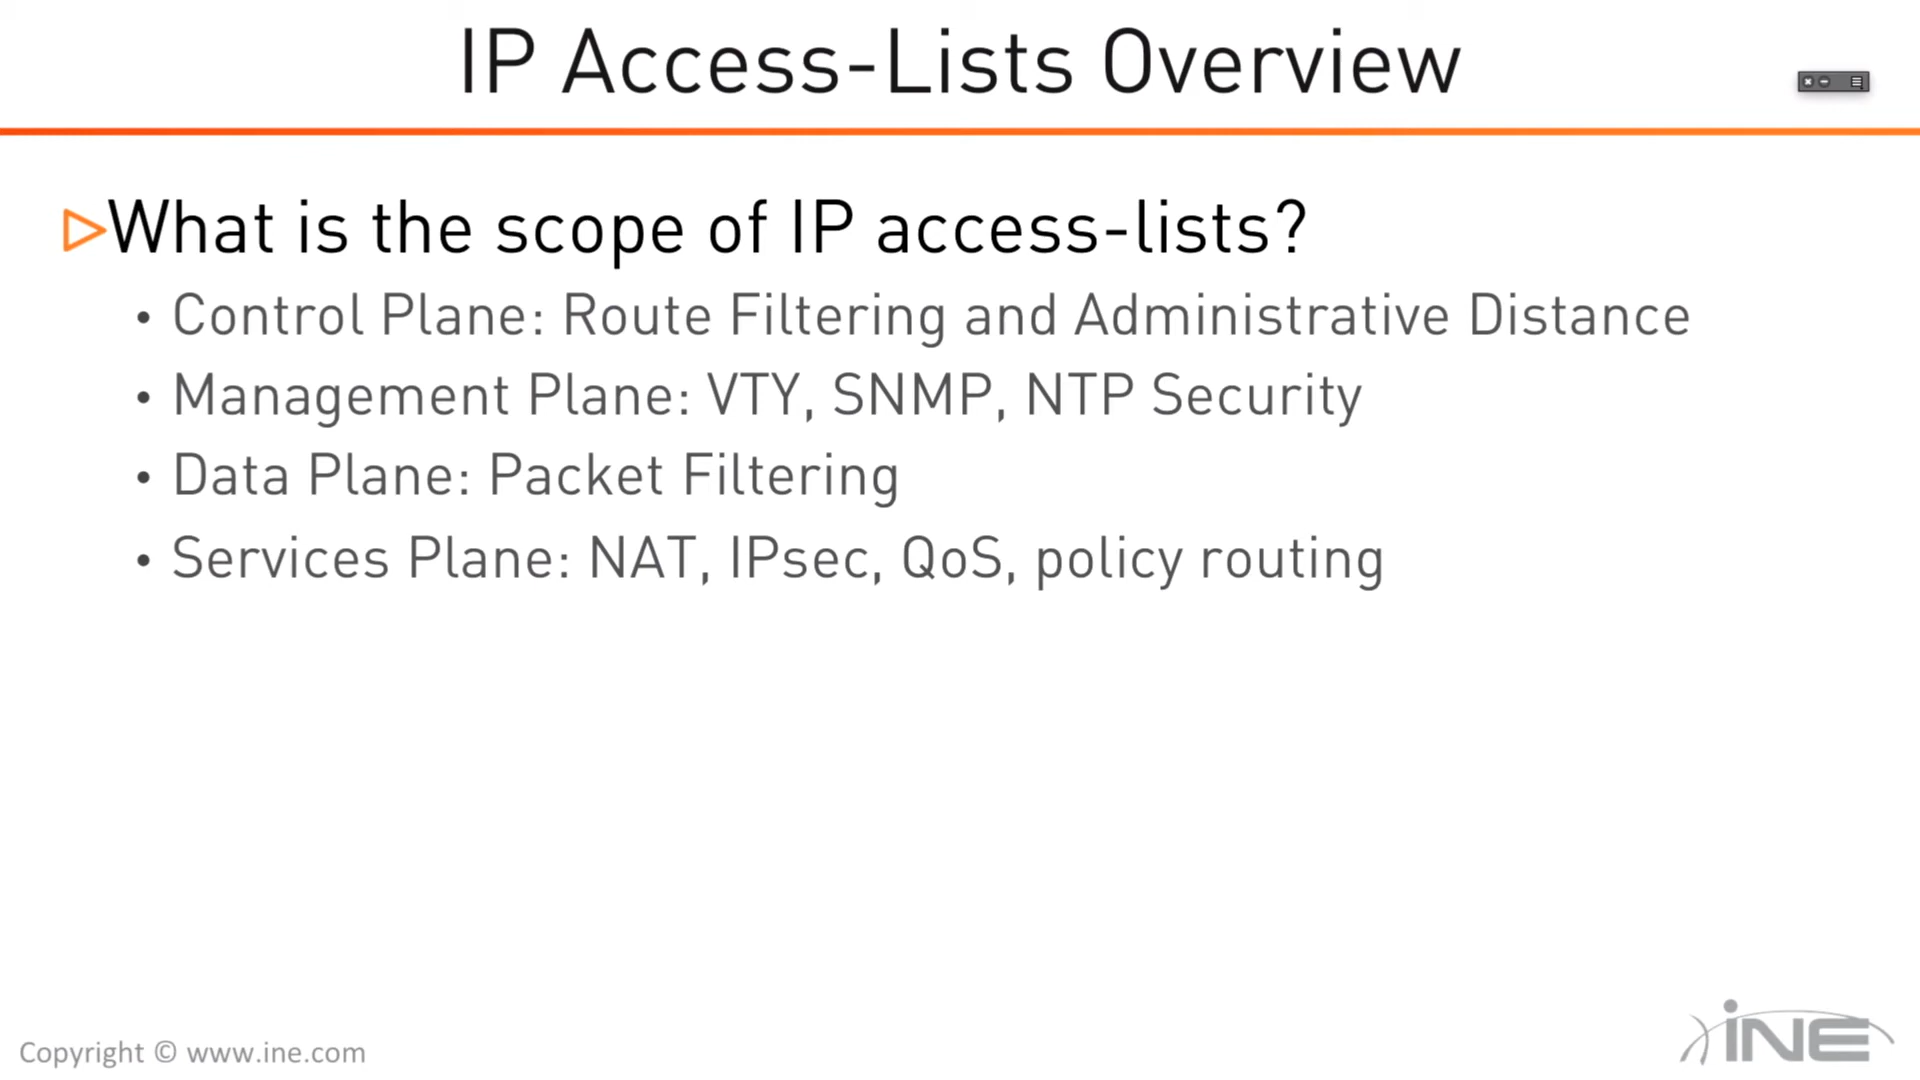 IP Access-Lists Overview
What is the scope of IP access-lists?
• Control Plane: Route Filtering and Administrative Distance
• Management Plane: VTY, SNMP, NTP Security
• Data Plane: Packet Filtering
• Services Plane: NAT, IPsec, QoS, policy routing
Copyright © www.ine.com
iNE